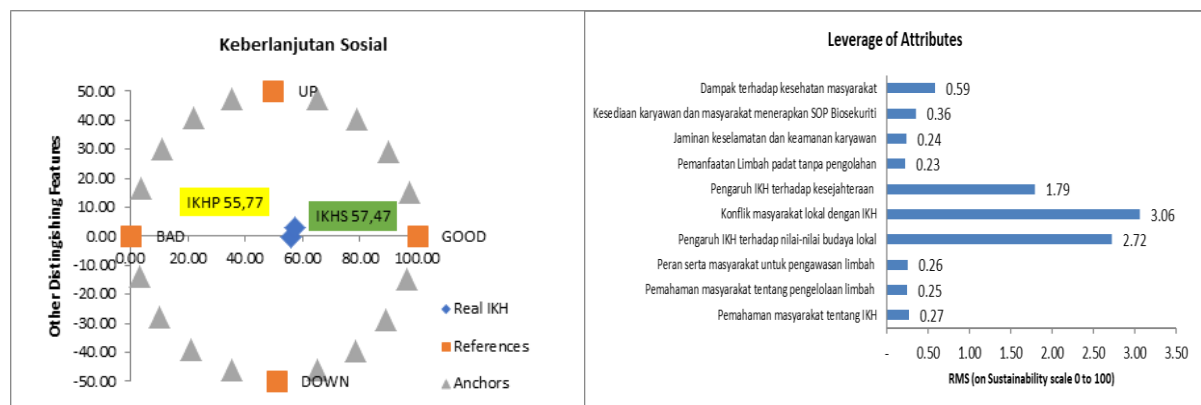 Keberlanjutan Sosial
Other Distingishing Features
50.00
40.00
30.00
20.00
10.00
0.00
-10.00
-20.00
-30.00
-40.00
-50.00
0.00
20.00
40.00
60.00
80.00
100.00
UP
BAD
GOOD
DOWN
IKHP 55,77
IKHS 57,47
Real IKH
References
Anchors
Leverage of Attributes
Dampak terhadap kesehatan masyarakat 0.59
Kesediaan karyawan dan masyarakat menerapkan SOP Biosekuriti 0.36
Jaminan keselamatan dan keamanan karyawan 0.24
Pemanfaatan Limbah padat tanpa pengolahan 0.23
Pengaruh IKH terhadap kesejahteraan 1.79
Konflik masyarakat lokal dengan IKH 3.06
Pengaruh IKH terhadap nilai-nilai budaya lokal 2.72
Peran serta masyarakat untuk pengawasan limbah 0.26
Pemahaman masyarakat tentang pengelolaan limbah 0.25
Pemahaman masyarakat tentang IKH 0.27
- 0.50 1.00 1.50 2.00 2.50 3.00 3.50
RMS (on Sustainability scale 0 to 100)